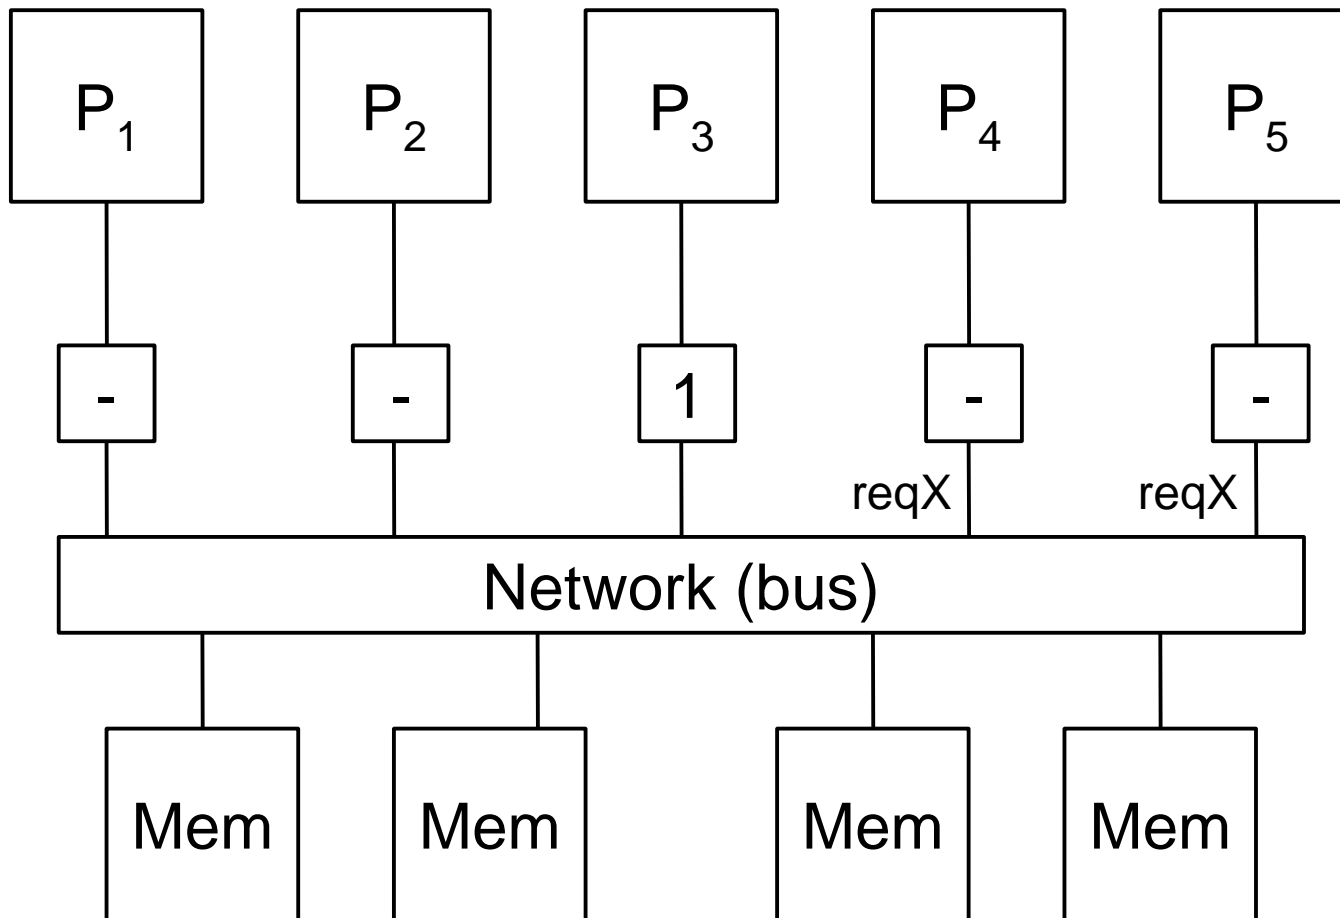 P1 P2 P3 P4 P5
- - 1 - -
reqX reqX
Network (bus)
Mem Mem Mem Mem